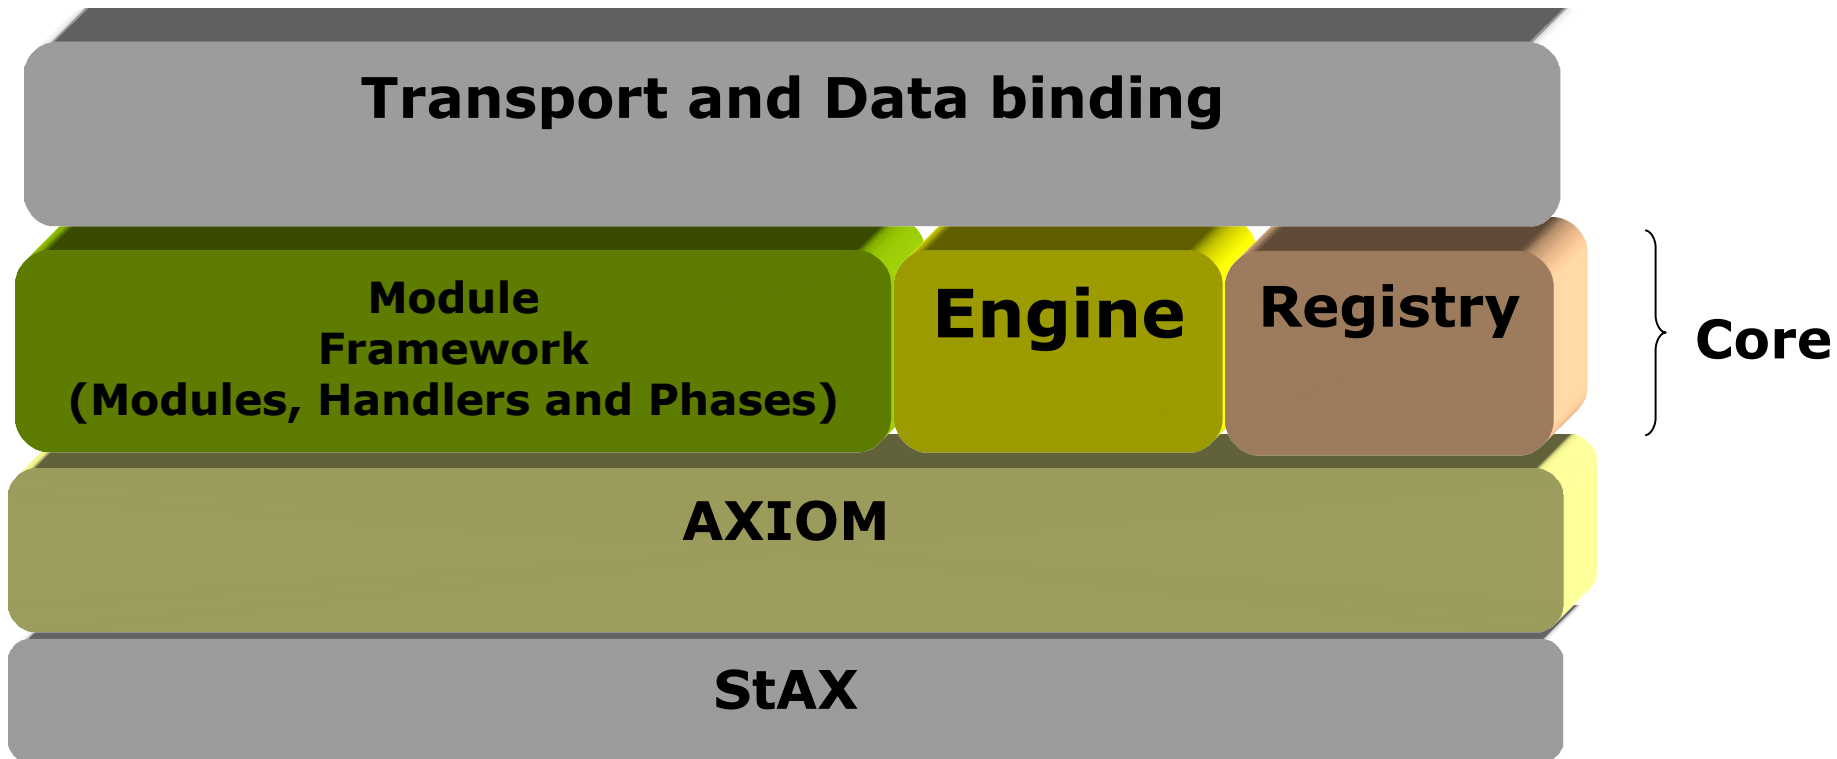 Transport and Data binding
Module
Framework
(Modules, Handlers and Phases)
Engine
Registry
Core
AXIOM
StAX